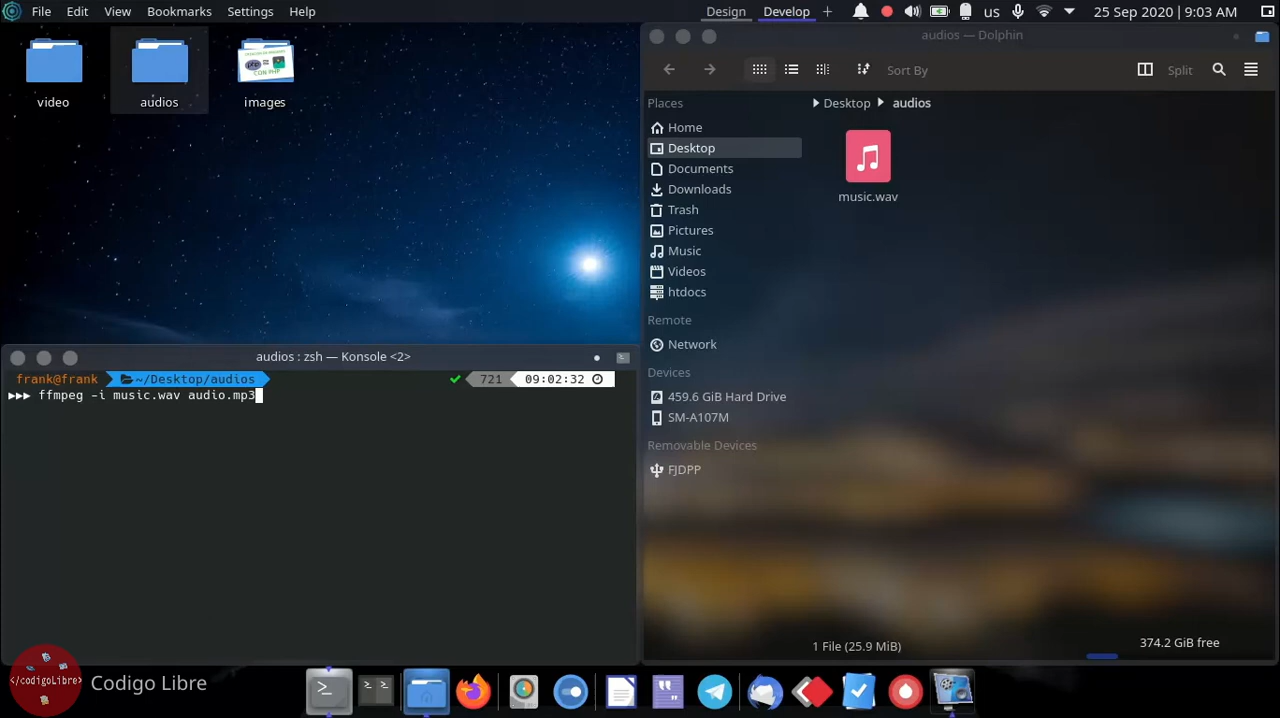 File Edit View Bookmarks Settings Help
Design Develop + us 25 Sep 2020 | 9:03 AM
video audios images
CON PHP
audios — Dolphin
Sort By Split
Places Desktop audios
Home
Desktop
Documents
Downloads
Trash
Pictures
Music
Videos
htdocs
Remote
Network
Devices
459.6 GiB Hard Drive
SM-A107M
Removable Devices
FJDPP
music.wav
1 File (25.9 MiB) 374.2 GiB free
audios : zsh — Konsole <2>
frank@frank ~/Desktop/audios 721 09:02:32
ffmpeg -i music.wav audio.mp3
</codigoLibre> Codigo Libre